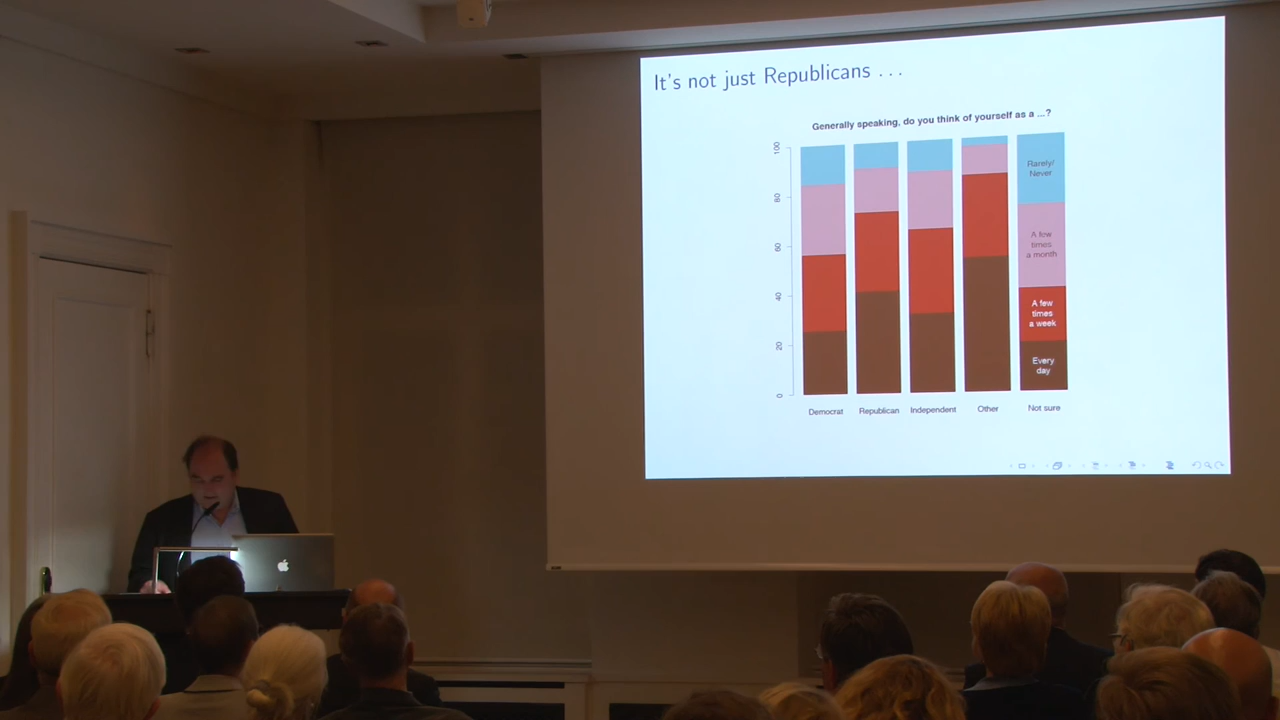 It's not just Republicans ...
Generally speaking, do you think of yourself as a ...?
100
80
60
40
20
0
Rarely/
Never
A few
times
a month
A few
times
a week
Every
day
Democrat
Republican
Independent
Other
Not sure